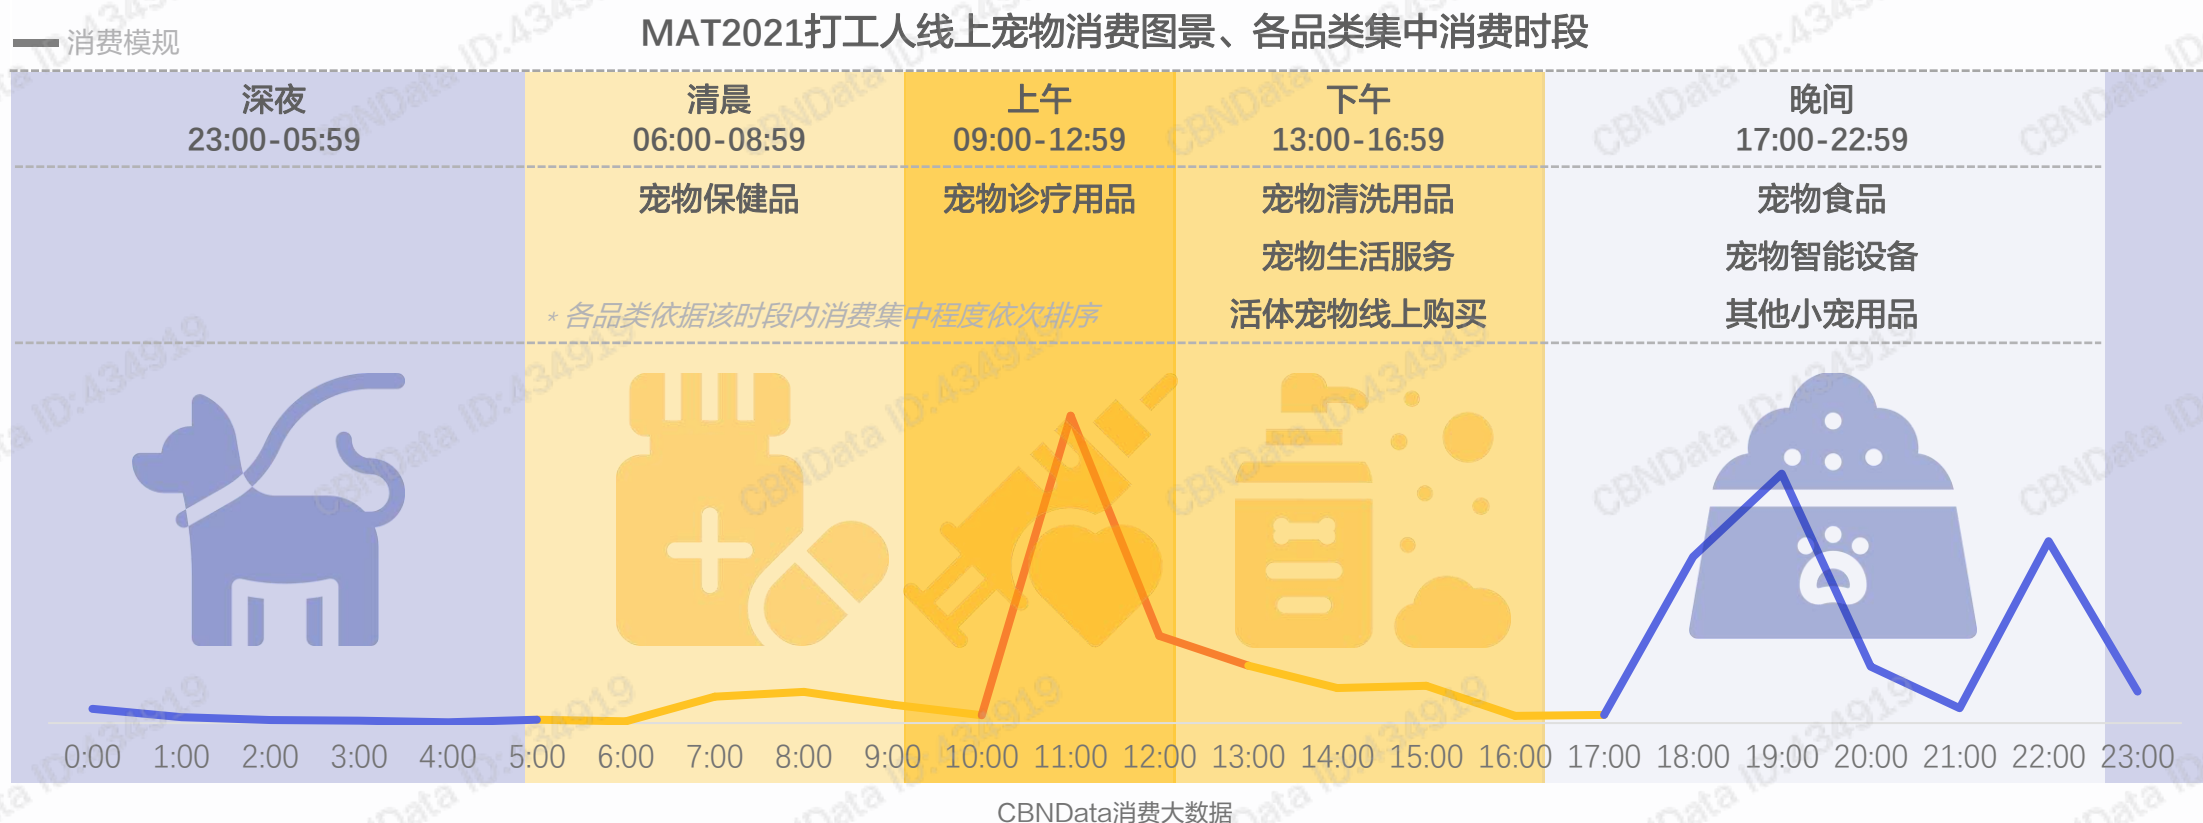 MAT2021打工人线上宠物消费图景、各品类集中消费时段
消费模规
深夜
23:00-05:59
清晨
06:00-08:59
上午
09:00-12:59
下午
13:00-16:59
晚间
17:00-22:59
宠物保健品
宠物诊疗用品
宠物清洗用品
宠物生活服务
活体宠物线上购买
宠物食品
宠物智能设备
其他小宠用品
* 各品类依据该时段内消费集中程度依次排序
0:00 1:00 2:00 3:00 4:00 5:00 6:00 7:00 8:00 9:00 10:00 11:00 12:00 13:00 14:00 15:00 16:00 17:00 18:00 19:00 20:00 21:00 22:00 23:00
CBNData消费大数据
CBNData ID:434919